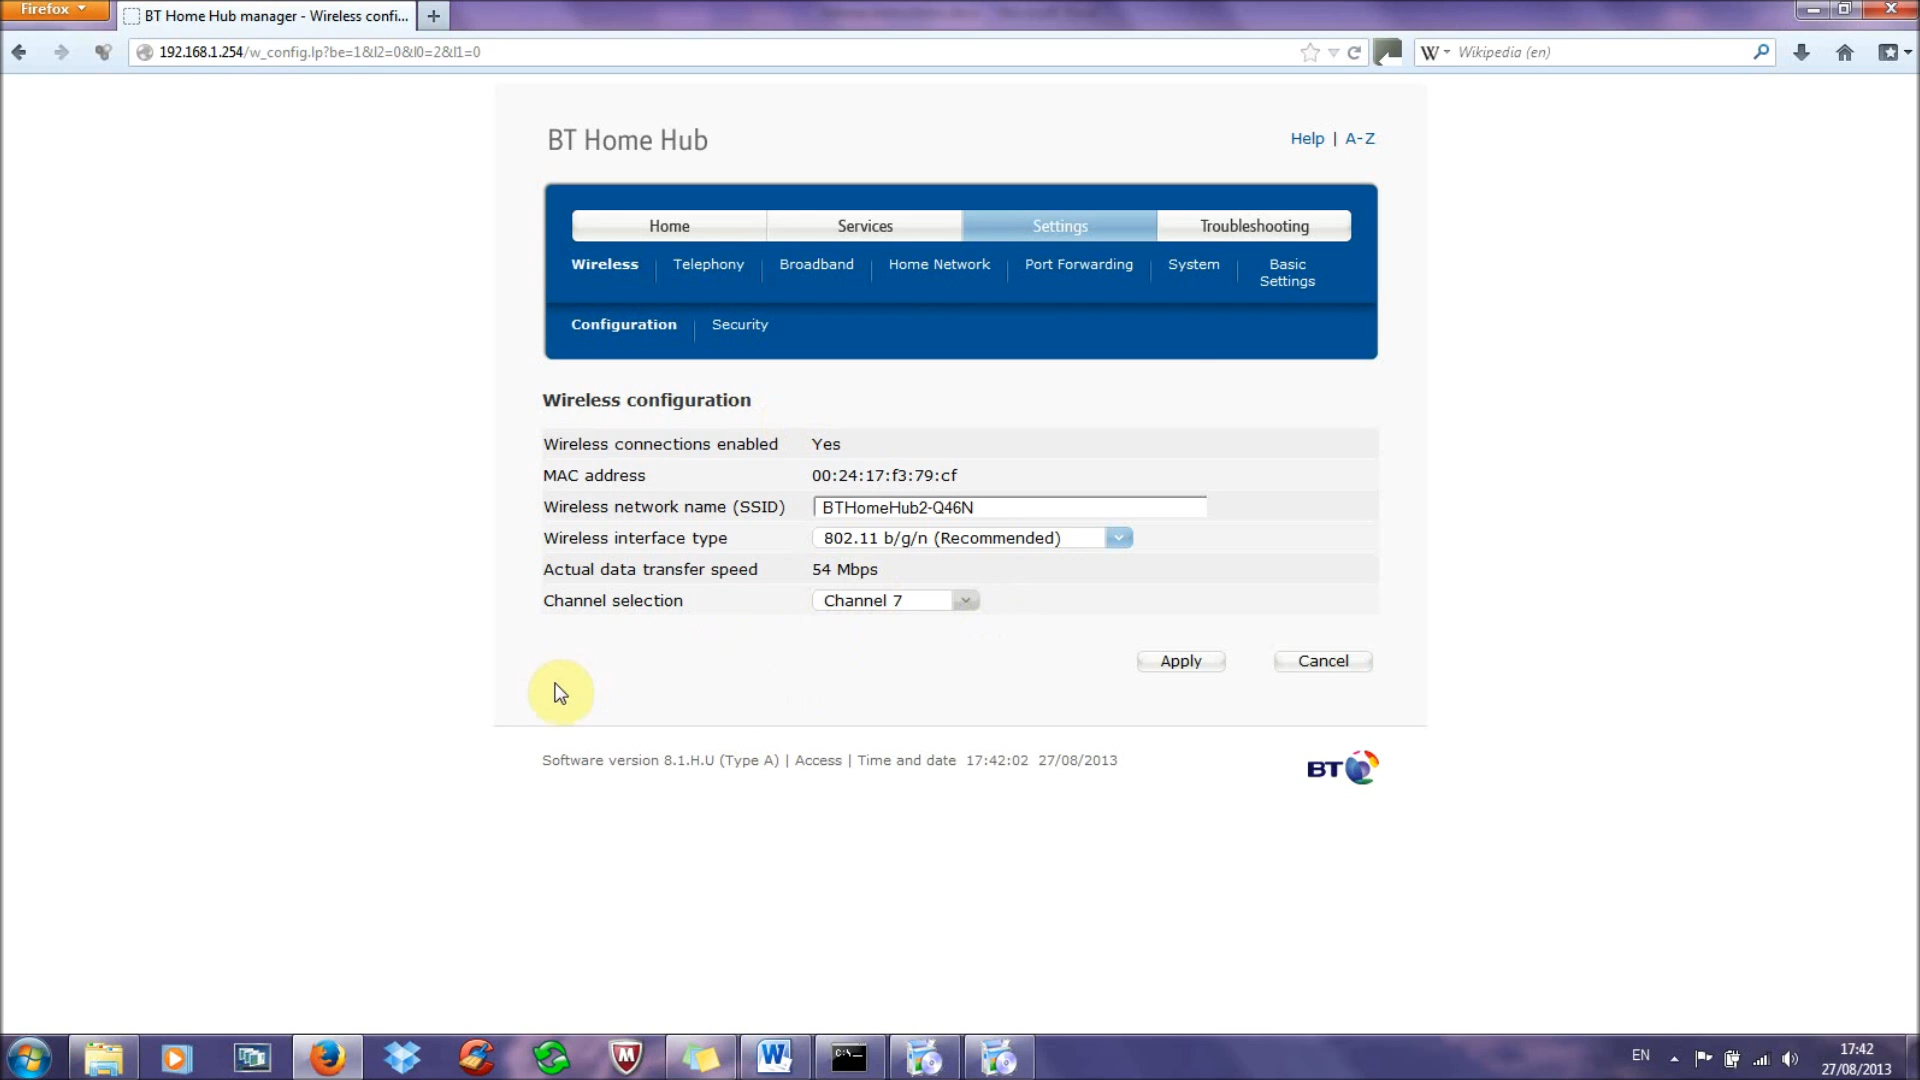 Firefox
BT Home Hub manager - Wireless confi...
192.168.1.254/w_config.lp?be=1&l2=0&l0=2&l1=0
W
Wikipedia (en)
BT Home Hub
Help | A-Z
Home
Services
Settings
Troubleshooting
Wireless
Telephony
Broadband
Home Network
Port Forwarding
System
Basic
Settings
Configuration
Security
Wireless configuration
Wireless connections enabled Yes
MAC address 00:24:17:f3:79:cf
Wireless network name (SSID) BTHomeHub2-Q46N
Wireless interface type 802.11 b/g/n (Recommended)
Actual data transfer speed 54 Mbps
Channel selection Channel 7
Apply
Cancel
Software version 8.1.H.U (Type A) | Access | Time and date 17:42:02 27/08/2013
BT
W
C:\_
EN
17:42
27/08/2013